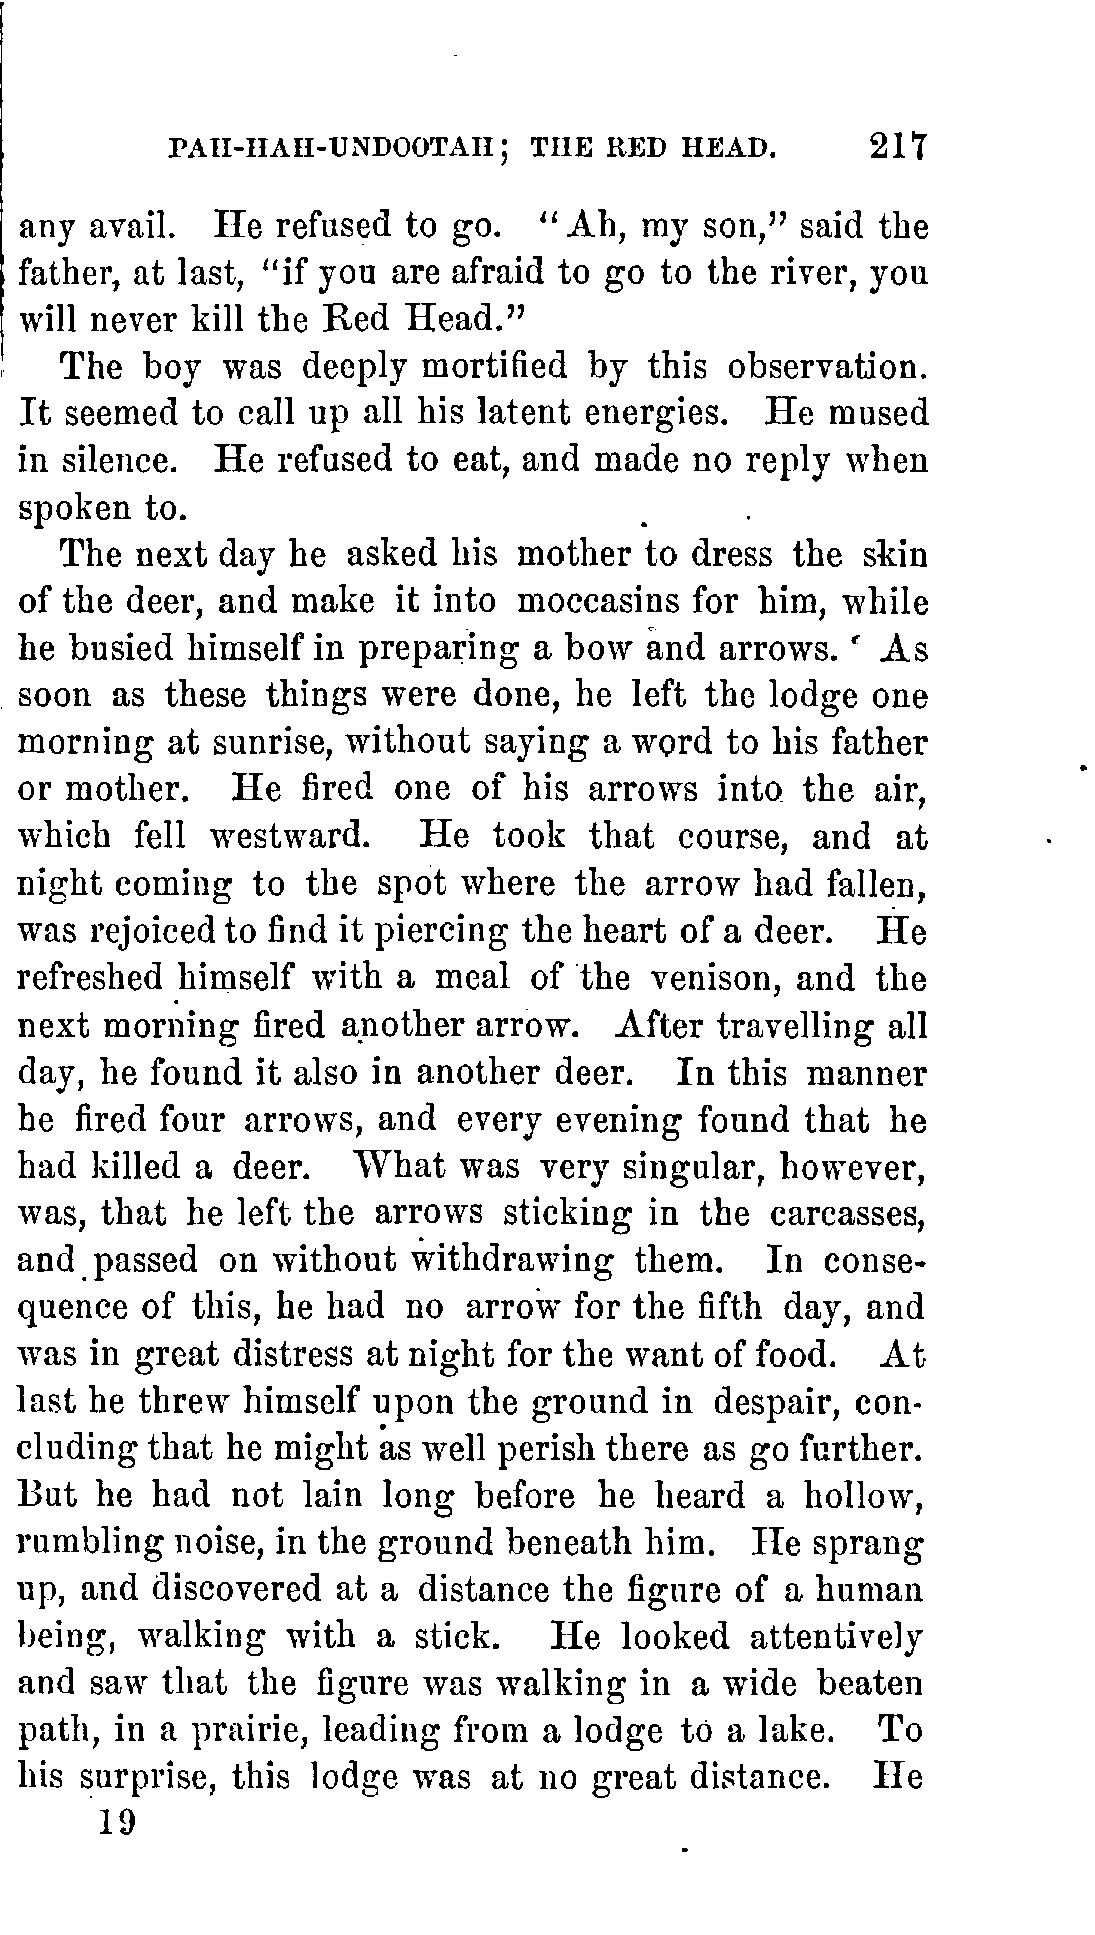 PAH-HAH-UNDOOTAH; THE RED HEAD. 217
any avail. He refused to go. “Ah, my son,” said the
father, at last, “if you are afraid to go to the river, you
will never kill the Red Head.”
The boy was deeply mortified by this observation.
It seemed to call up all his latent energies. He mused
in silence. He refused to eat, and made no reply when
spoken to.
The next day he asked his mother to dress the skin
of the deer, and make it into moccasins for him, while
he busied himself in preparing a bow and arrows. As
soon as these things were done, he left the lodge one
morning at sunrise, without saying a word to his father
or mother. He fired one of his arrows into the air,
which fell westward. He took that course, and at
night coming to the spot where the arrow had fallen,
was rejoiced to find it piercing the heart of a deer. He
refreshed himself with a meal of the venison, and the
next morning fired another arrow. After travelling all
day, he found it also in another deer. In this manner
he fired four arrows, and every evening found that he
had killed a deer. What was very singular, however,
was, that he left the arrows sticking in the carcasses,
and passed on without withdrawing them. In conse-
quence of this, he had no arrow for the fifth day, and
was in great distress at night for the want of food. At
last he threw himself upon the ground in despair, con-
cluding that he might as well perish there as go further.
But he had not lain long before he heard a hollow,
rumbling noise, in the ground beneath him. He sprang
up, and discovered at a distance the figure of a human
being, walking with a stick. He looked attentively
and saw that the figure was walking in a wide beaten
path, in a prairie, leading from a lodge to a lake. To
his surprise, this lodge was at no great distance. He
19